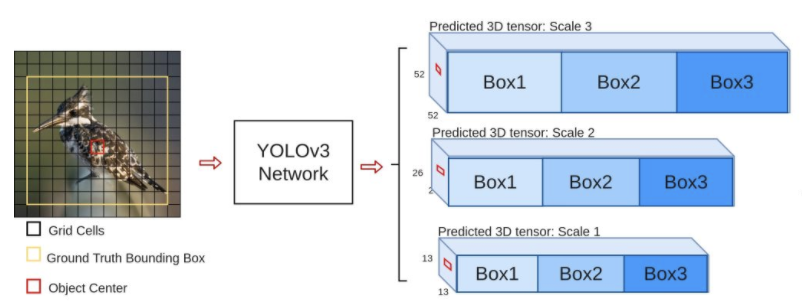 Predicted 3D tensor: Scale 3
52
Box1 Box2 Box3
52
Predicted 3D tensor: Scale 2
26
2
Box1 Box2 Box3
Predicted 3D tensor: Scale 1
13
Box1 Box2 Box3
13
YOLOv3
Network
Grid Cells
Ground Truth Bounding Box
Object Center